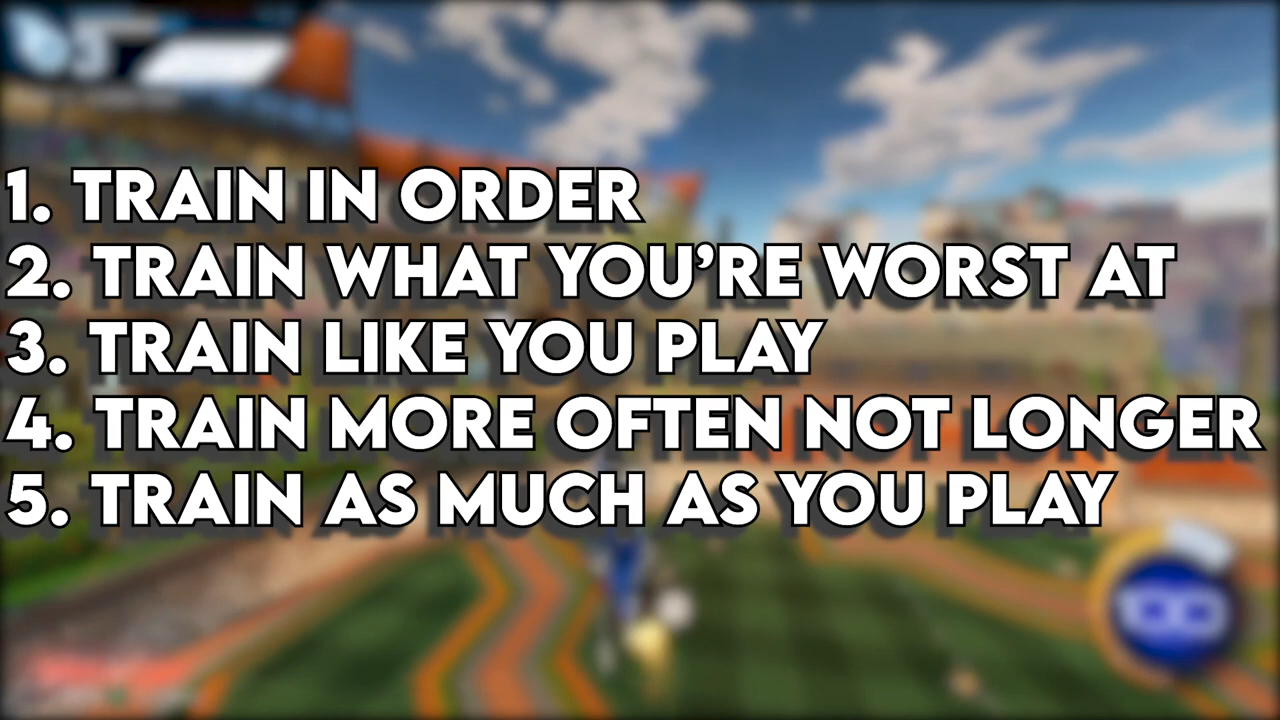 1. TRAIN IN ORDER
2. TRAIN WHAT YOU’RE WORST AT
3. TRAIN LIKE YOU PLAY
4. TRAIN MORE OFTEN NOT LONGER
5. TRAIN AS MUCH AS YOU PLAY